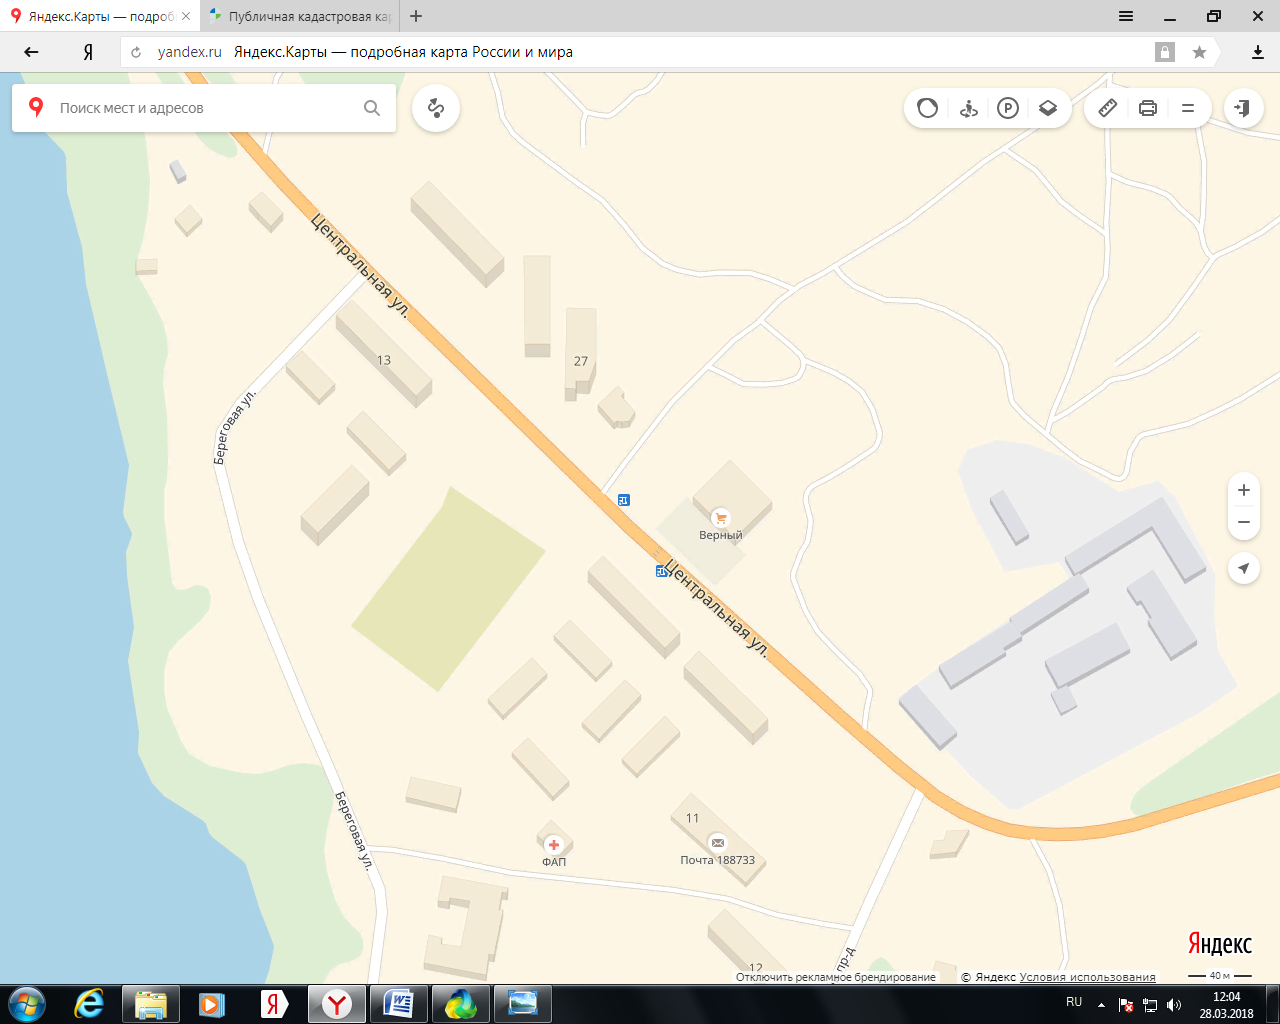 Яндекс.Карты — подроб
Публичная кадастровая ка
yandex.ru Яндекс.Карты — подробная карта России и мира
Поиск мест и адресов
Центральная ул.
13
27
Береговая ул.
Верный
Центральная ул.
Береговая ул.
11
Почта 188733
ФАП
12
пр-д
Яндекс
Отключить рекламное брендирование
© Яндекс Условия использования
40 м
RU
12:04
28.03.2018